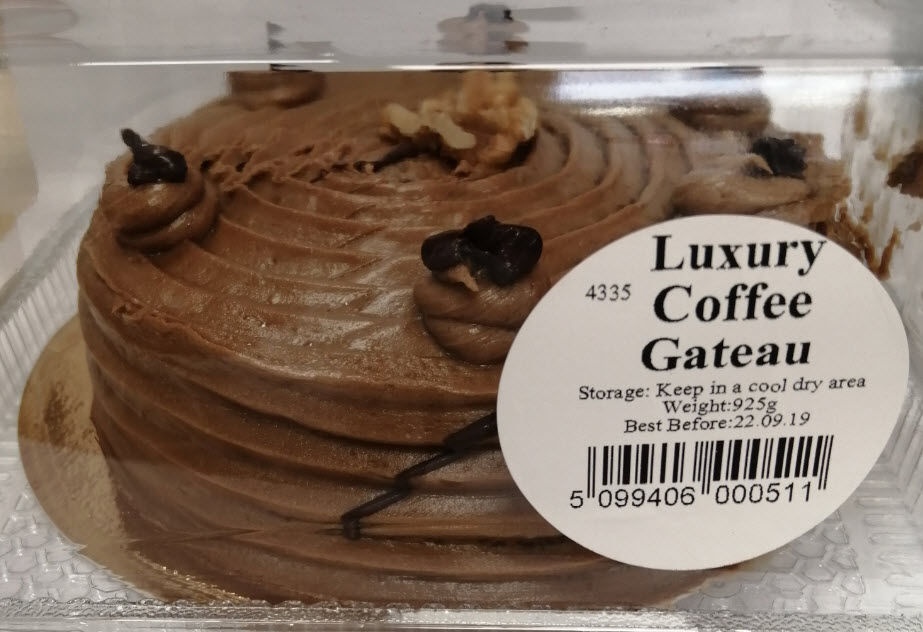 Luxury
4335 Coffee
Gateau
Storage: Keep in a cool dry area
Weight:925g
Best Before:22.09.19
5 099406 000511